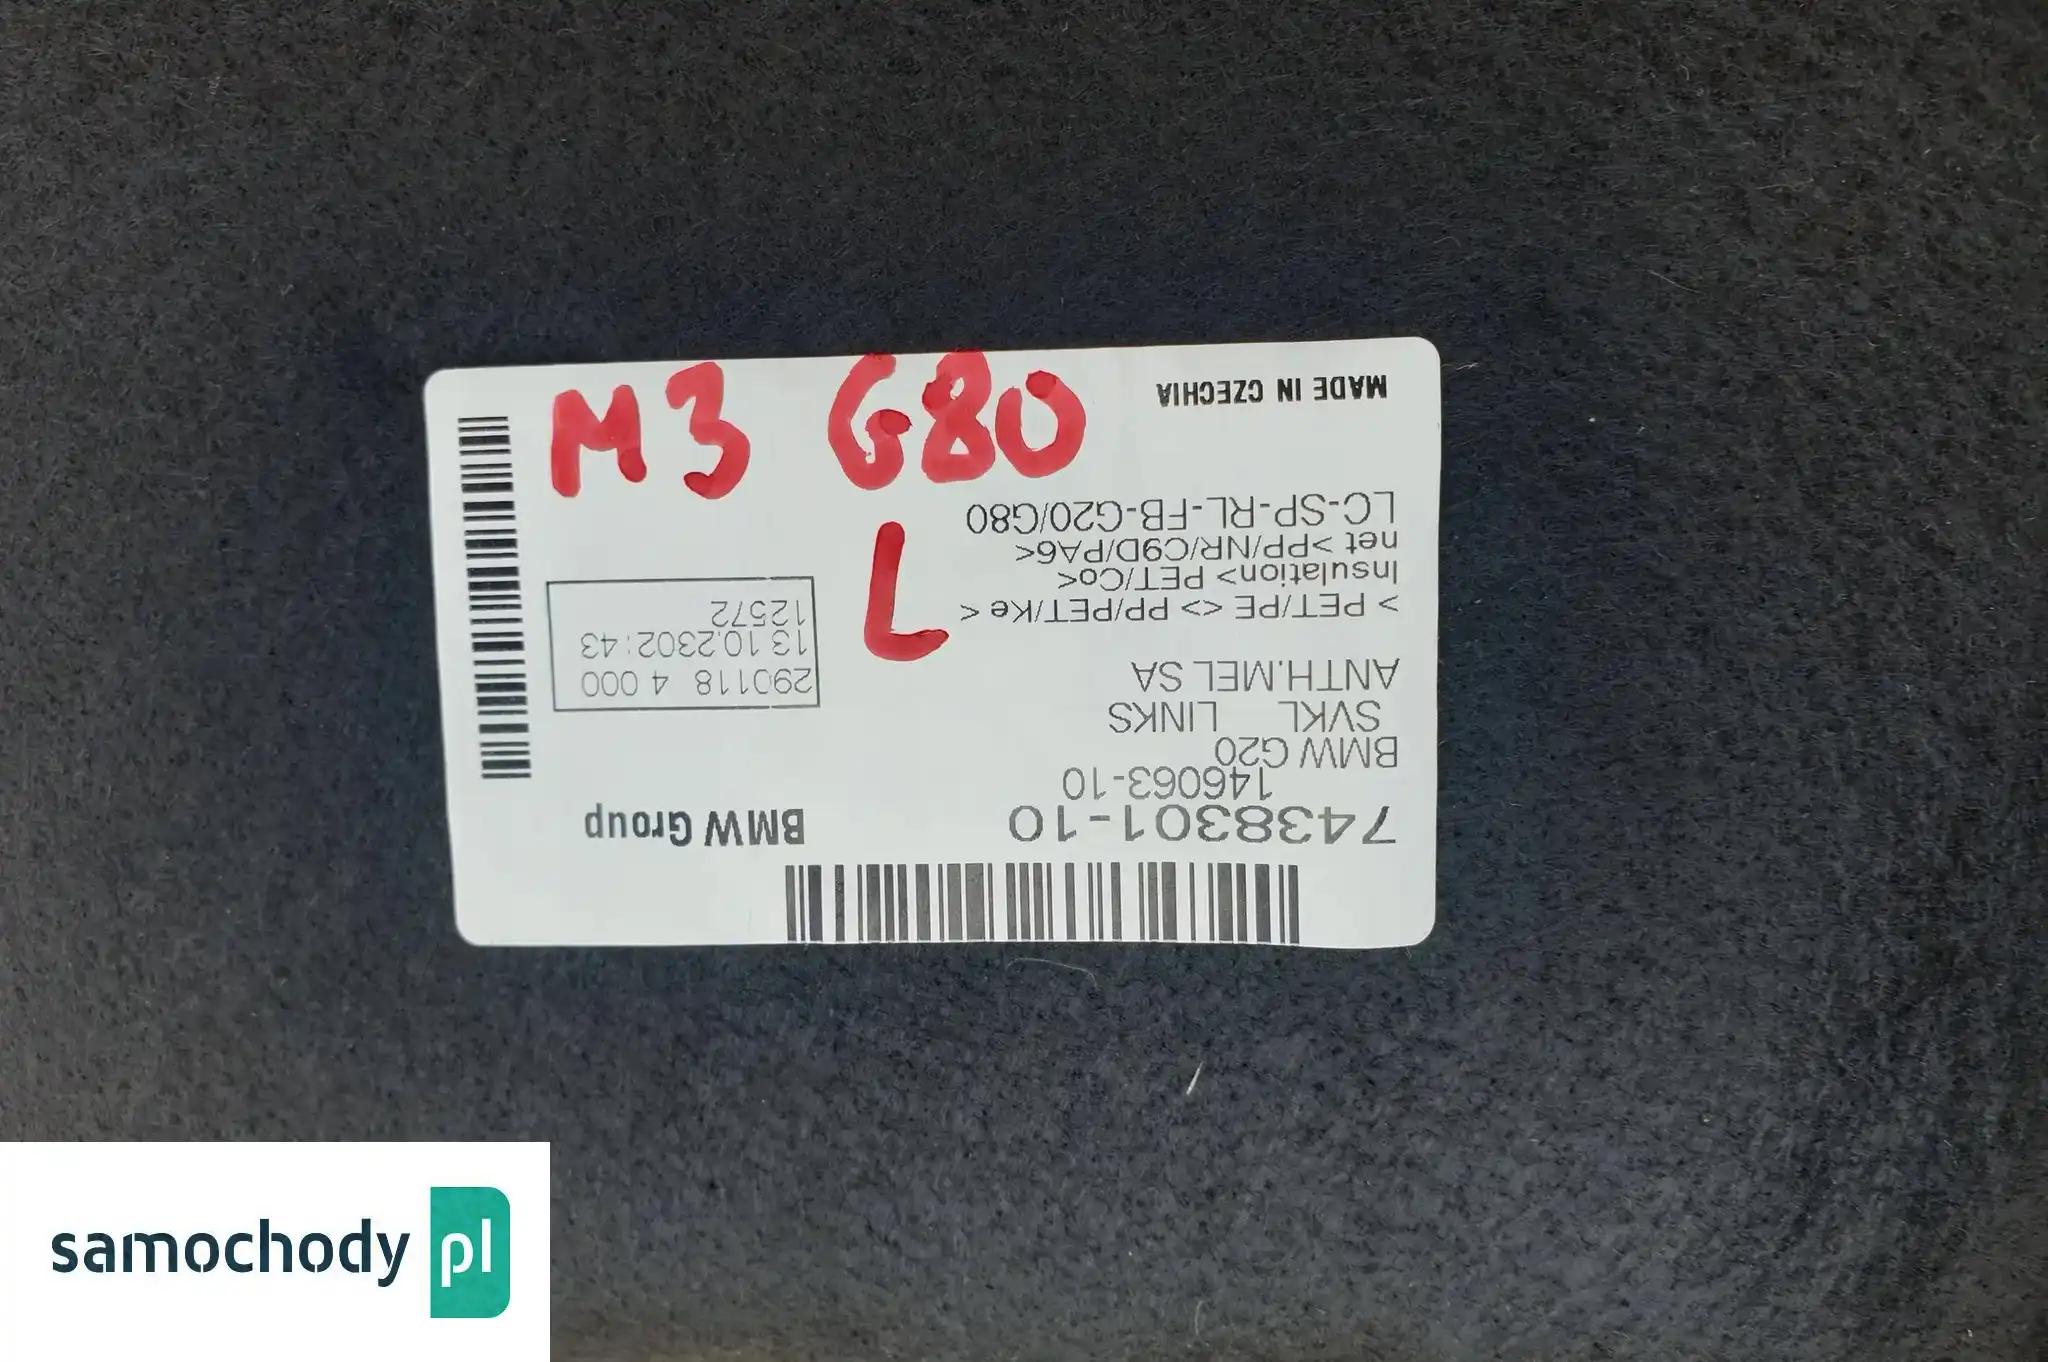 M3 G80
L
7438301-10
BMW Group
146063-10
BMW G20
SVKL LINKS
ANTH.MEL SA
> PET/PE <> PP/PET/Ke <
Insulation> PET/Co<
net >PP/NR/C9D/PA6<
LC-SP-RL-FB-G20/G80
290118 4 000
13.10.2302:43
12572
MADE IN CZECHIA
samochody pl